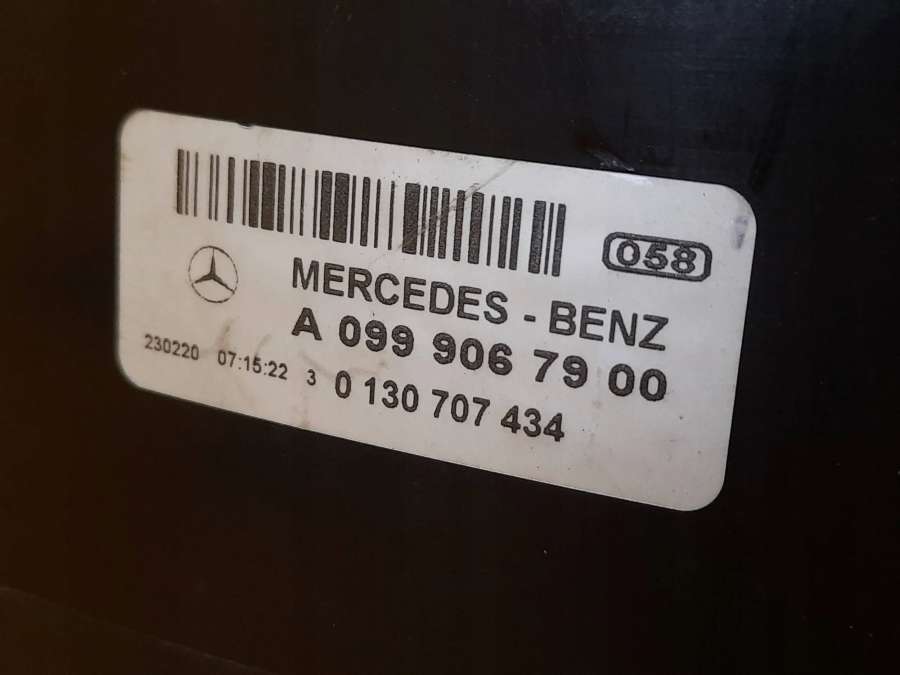 058
MERCEDES - BENZ
A 099 906 79 00
230220 07:15:22 3 0 130 707 434